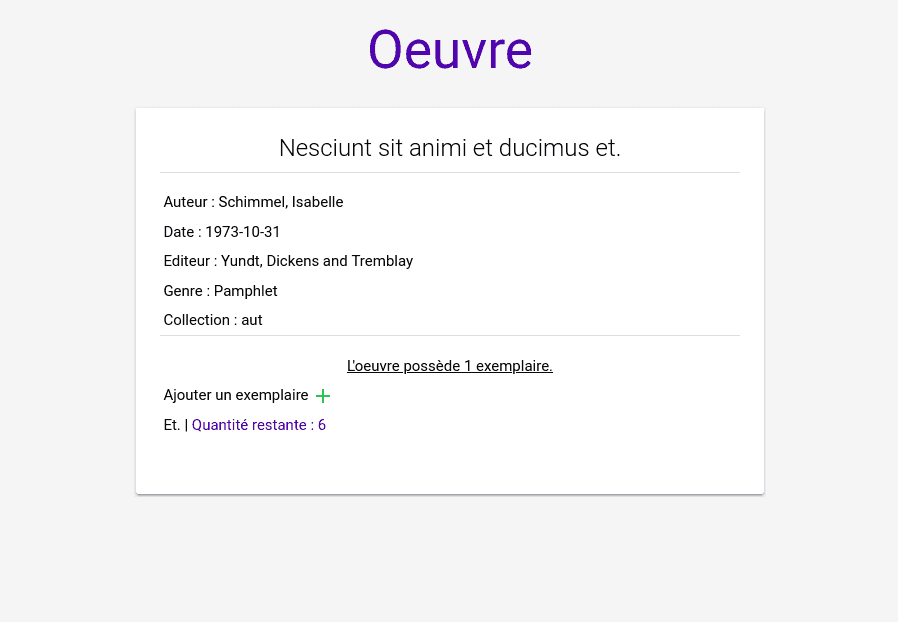 Oeuvre
Nesciunt sit animi et ducimus et.
Auteur : Schimmel, Isabelle
Date : 1973-10-31
Editeur : Yundt, Dickens and Tremblay
Genre : Pamphlet
Collection : aut
L'oeuvre possède 1 exemplaire.
Ajouter un exemplaire +
Et. | Quantité restante : 6